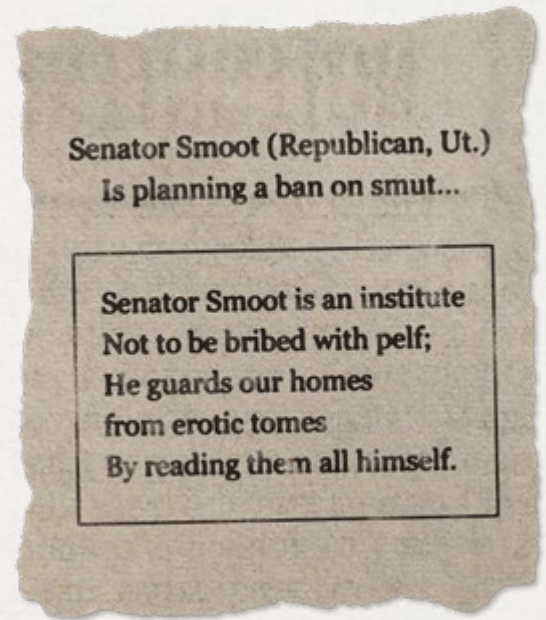 Senator Smoot (Republican, Ut.)
Is planning a ban on smut...
Senator Smoot is an institute
Not to be bribed with pelf;
He guards our homes
from erotic tomes
By reading them all himself.